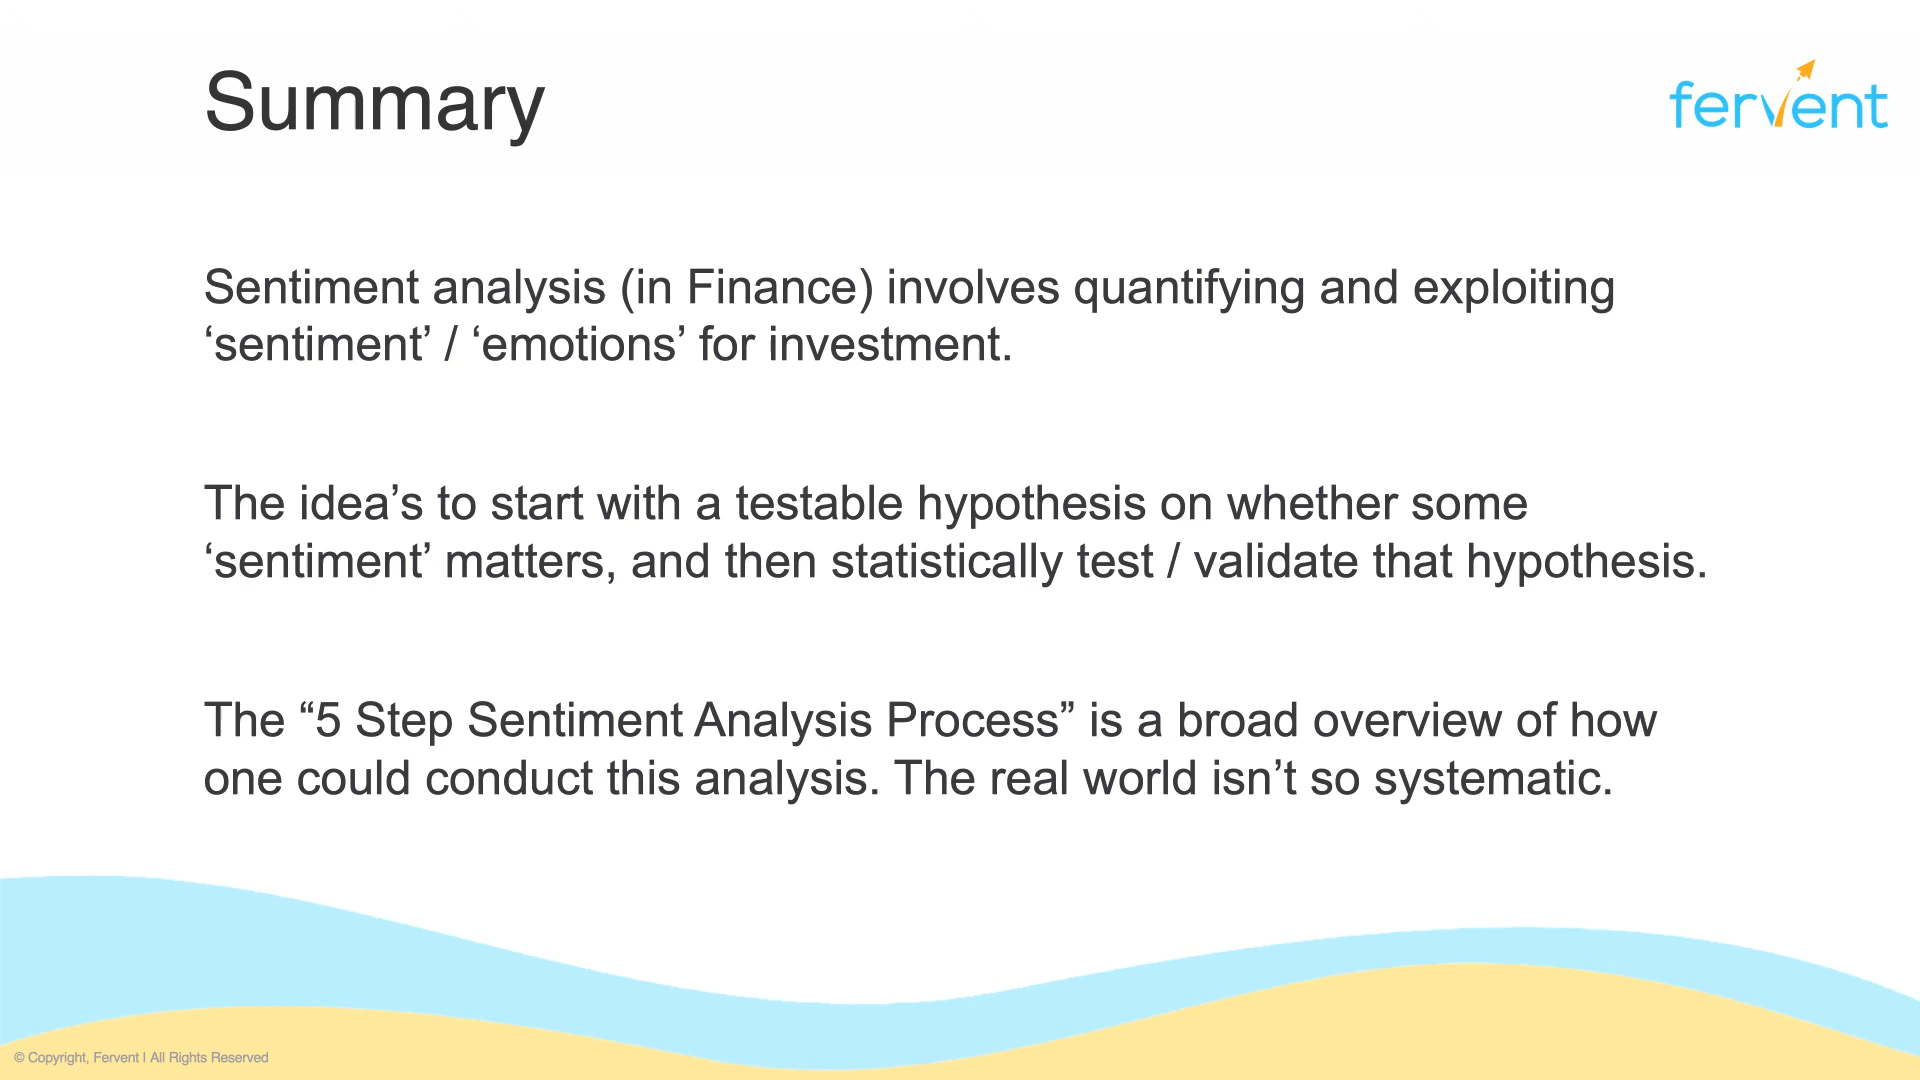 Summary
fervent
Sentiment analysis (in Finance) involves quantifying and exploiting
‘sentiment’ / ‘emotions’ for investment.
The idea’s to start with a testable hypothesis on whether some
‘sentiment’ matters, and then statistically test / validate that hypothesis.
The “5 Step Sentiment Analysis Process” is a broad overview of how
one could conduct this analysis. The real world isn’t so systematic.
© Copyright, Fervent | All Rights Reserved